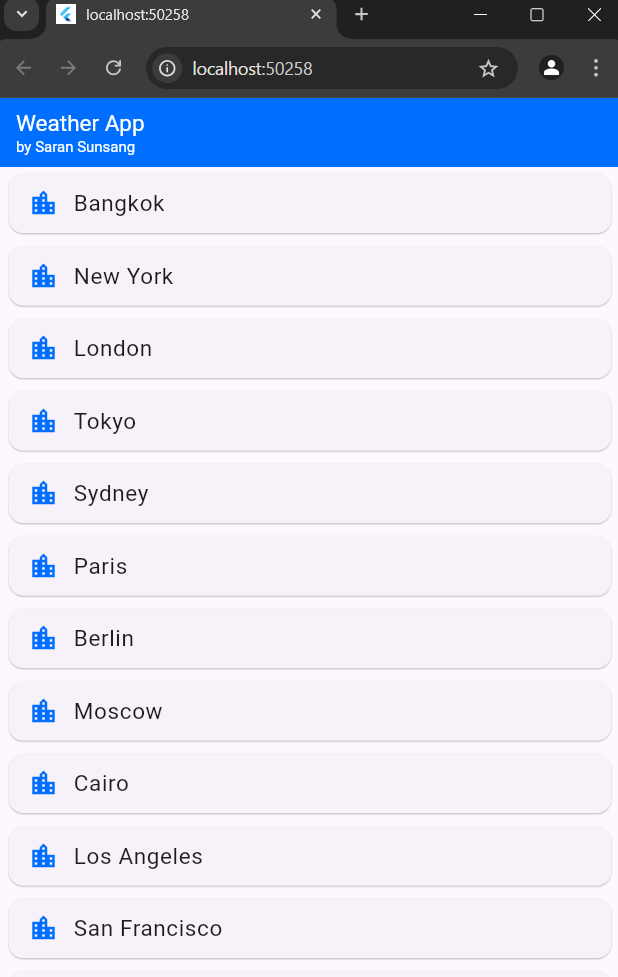 localhost:50258
localhost:50258
Weather App
by Saran Sunsang
Bangkok
New York
London
Tokyo
Sydney
Paris
Berlin
Moscow
Cairo
Los Angeles
San Francisco